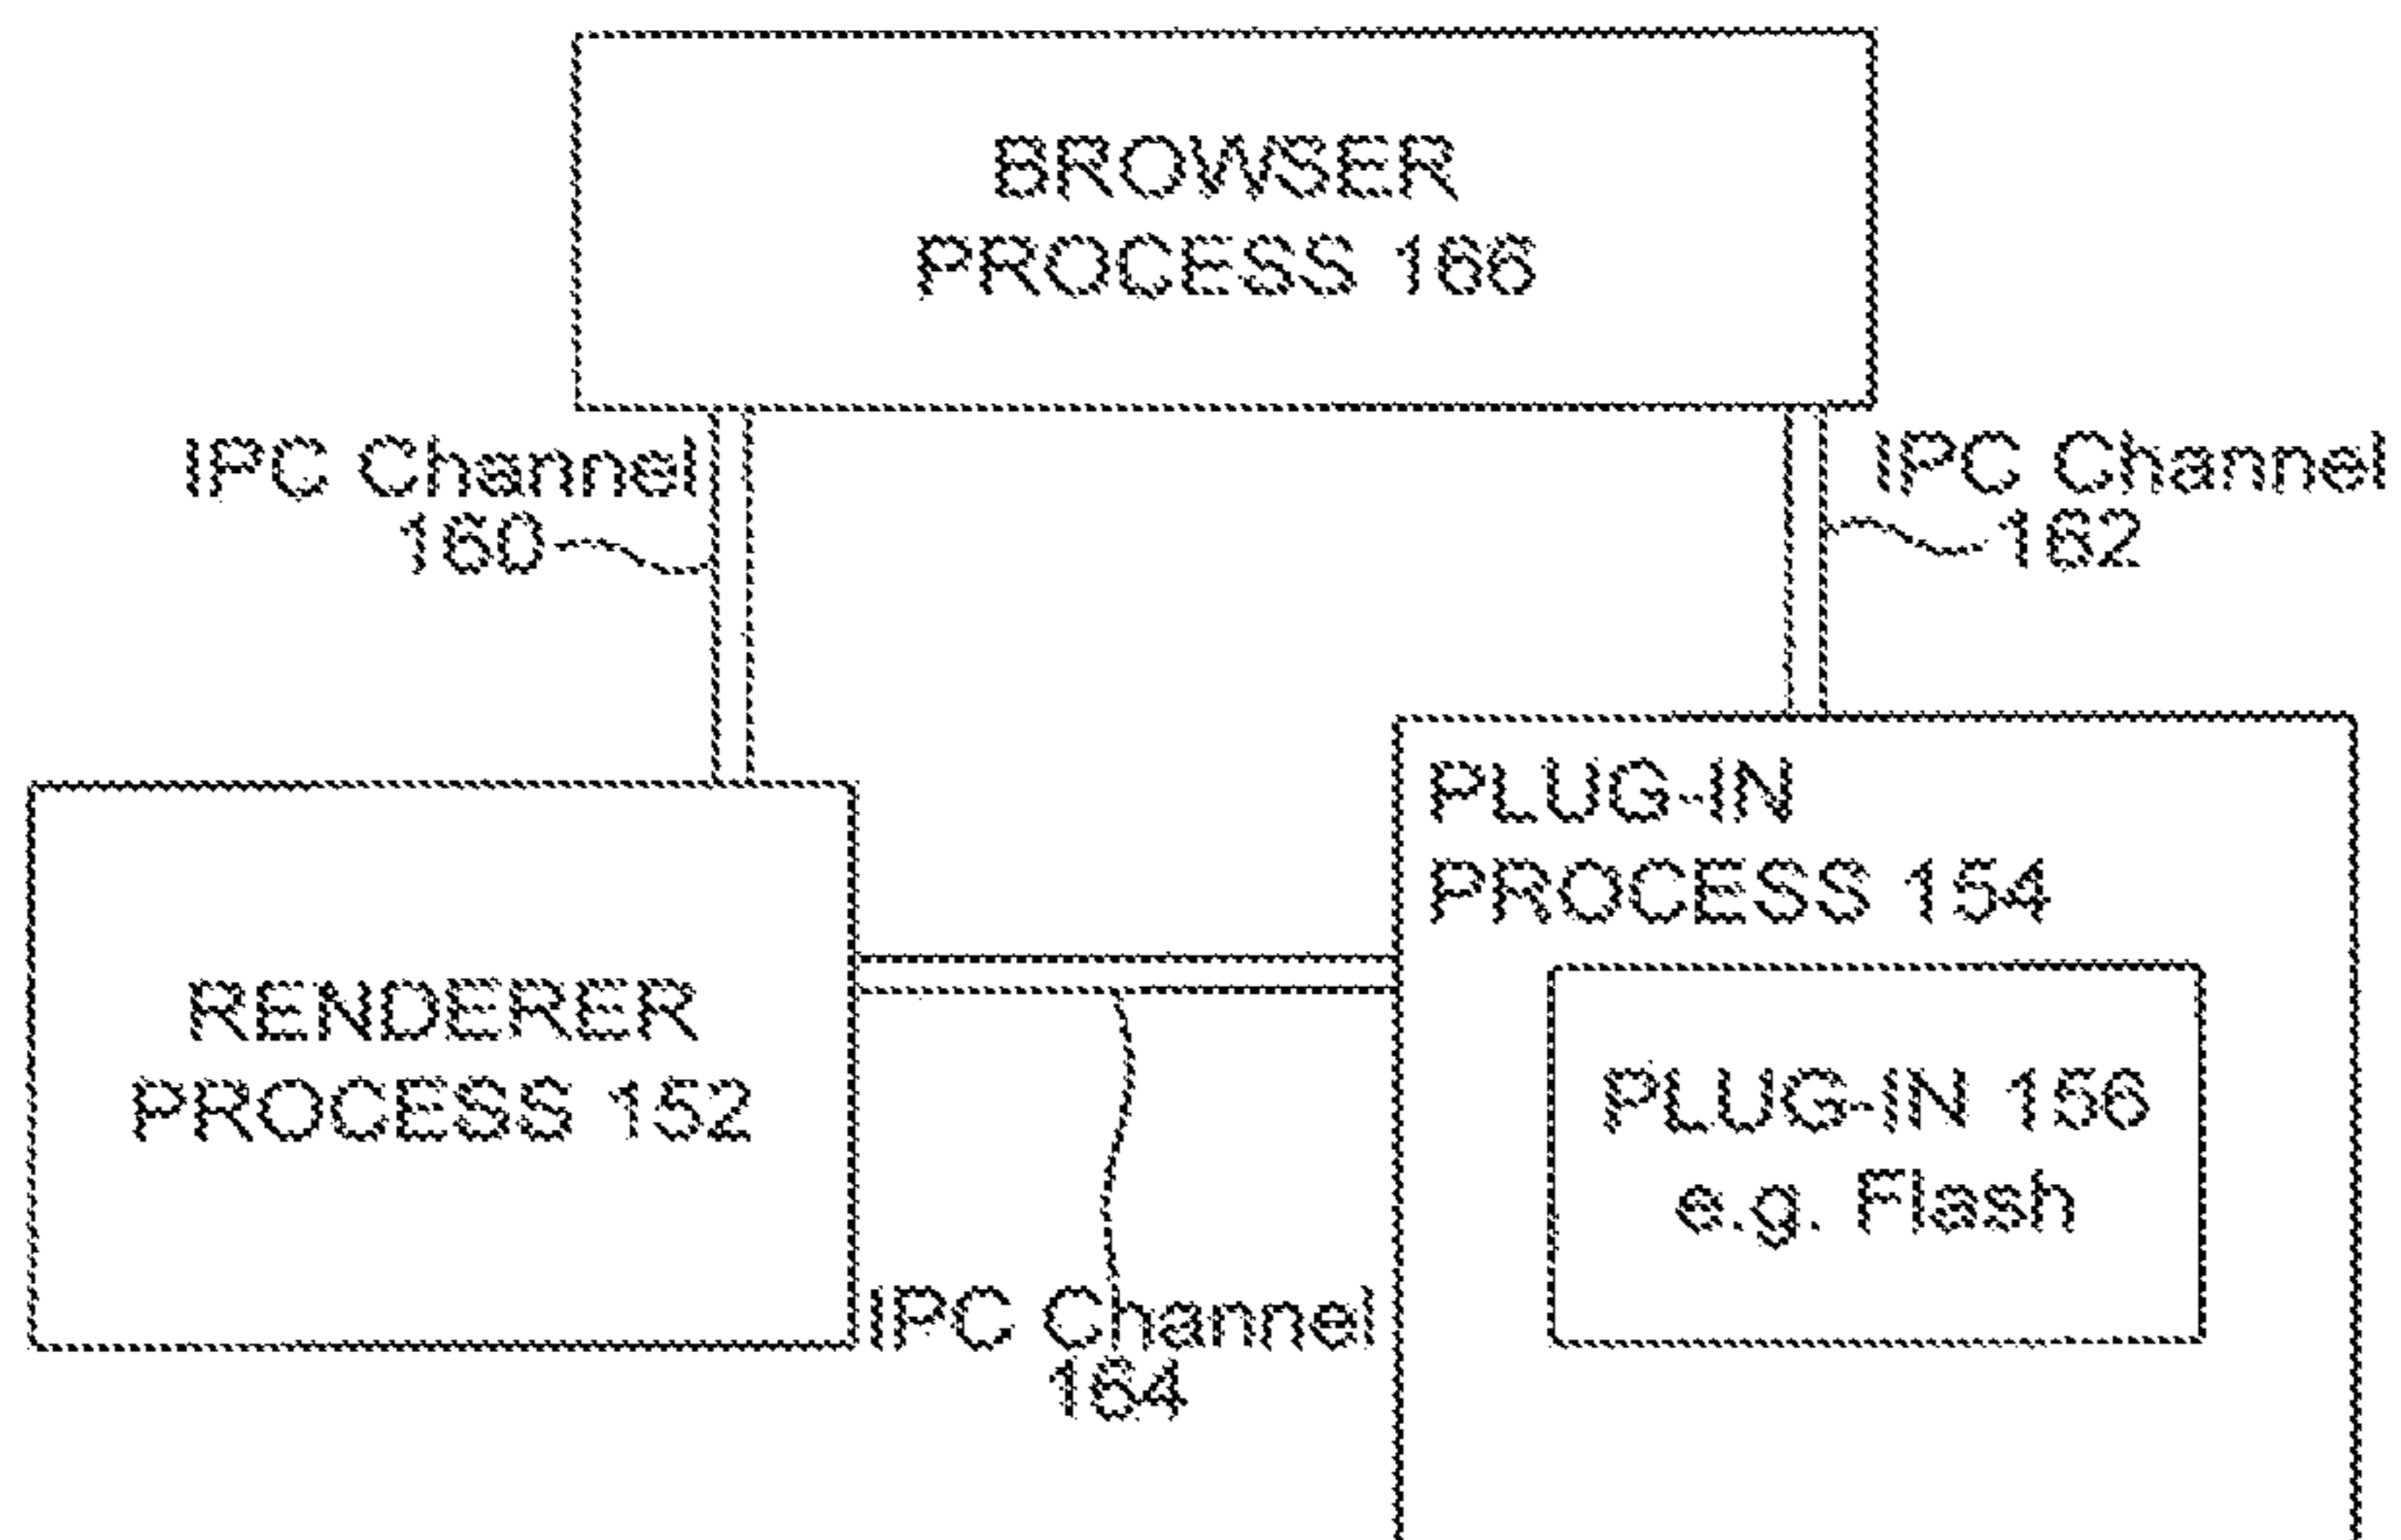 BROWSER
PROCESS 166
IPC Channel
160
IPC Channel
162
PLUG-IN
PROCESS 154
RENDERER
PROCESS 152
PLUG-IN 156
e.g. Flash
IPC Channel
164